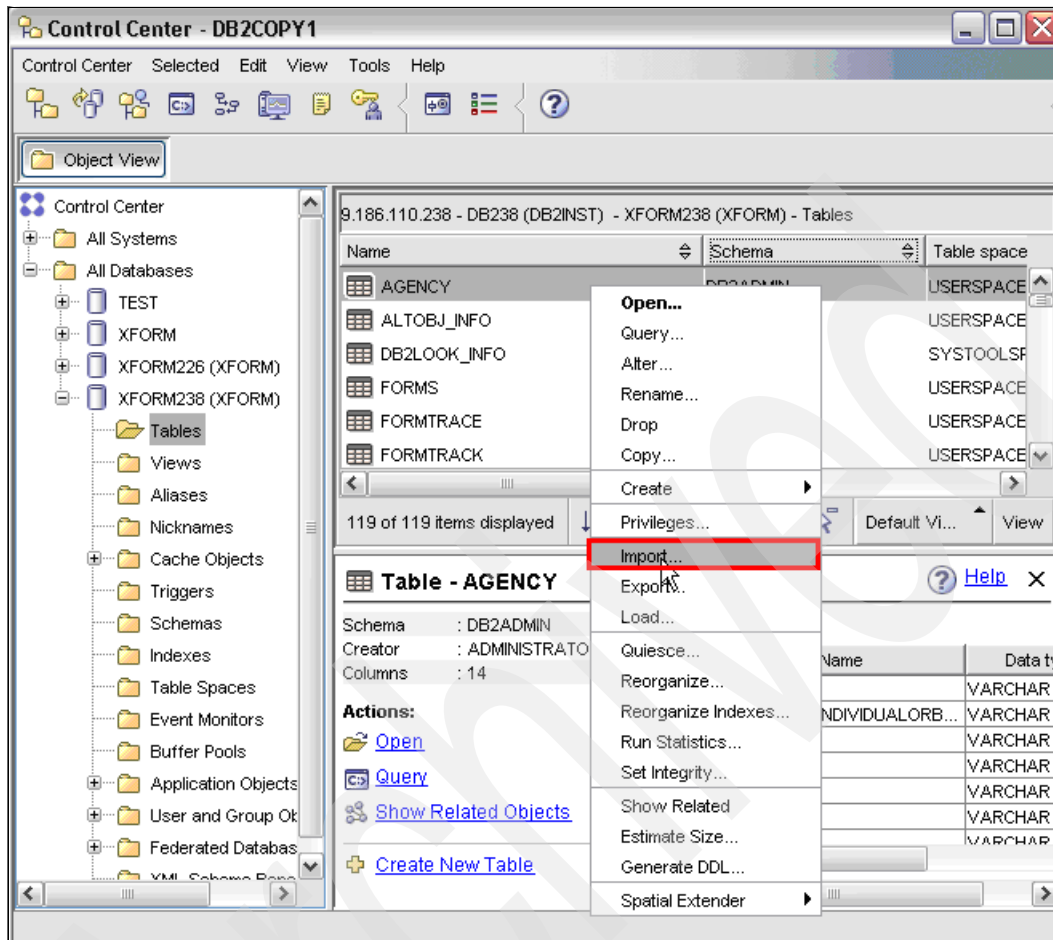 Control Center - DB2COPY1
Control Center Selected Edit View Tools Help
Object View
Control Center
All Systems
All Databases
TEST
XFORM
XFORM226 (XFORM)
XFORM238 (XFORM)
Tables
Views
Aliases
Nicknames
Cache Objects
Triggers
Schemas
Indexes
Table Spaces
Event Monitors
Buffer Pools
Application Objects
User and Group Ob
Federated Databas
9.186.110.238 - DB238 (DB2INST) - XFORM238 (XFORM) - Tables
Name Schema Table space
AGENCY DB2ADMIN USERSPACE
ALTOBJ_INFO USERSPACE
DB2LOOK_INFO SYSTOOLSP
FORMS USERSPACE
FORMTRACE USERSPACE
FORMTRACK USERSPACE
119 of 119 items displayed Default Vi... View
Open...
Query...
Alter...
Rename...
Drop
Copy...
Create
Privileges...
Import...
Export...
Load...
Quiesce...
Reorganize...
Reorganize Indexes...
Run Statistics...
Set Integrity...
Show Related
Estimate Size...
Generate DDL...
Spatial Extender
Table - AGENCY Help
Schema : DB2ADMIN
Creator : ADMINISTRATO
Columns : 14
Actions:
Open
Query
Show Related Objects
Create New Table
Name Data ty
VARCHAR
NDIVIDUALORB... VARCHAR
VARCHAR
VARCHAR
VARCHAR
VARCHAR
VARCHAR